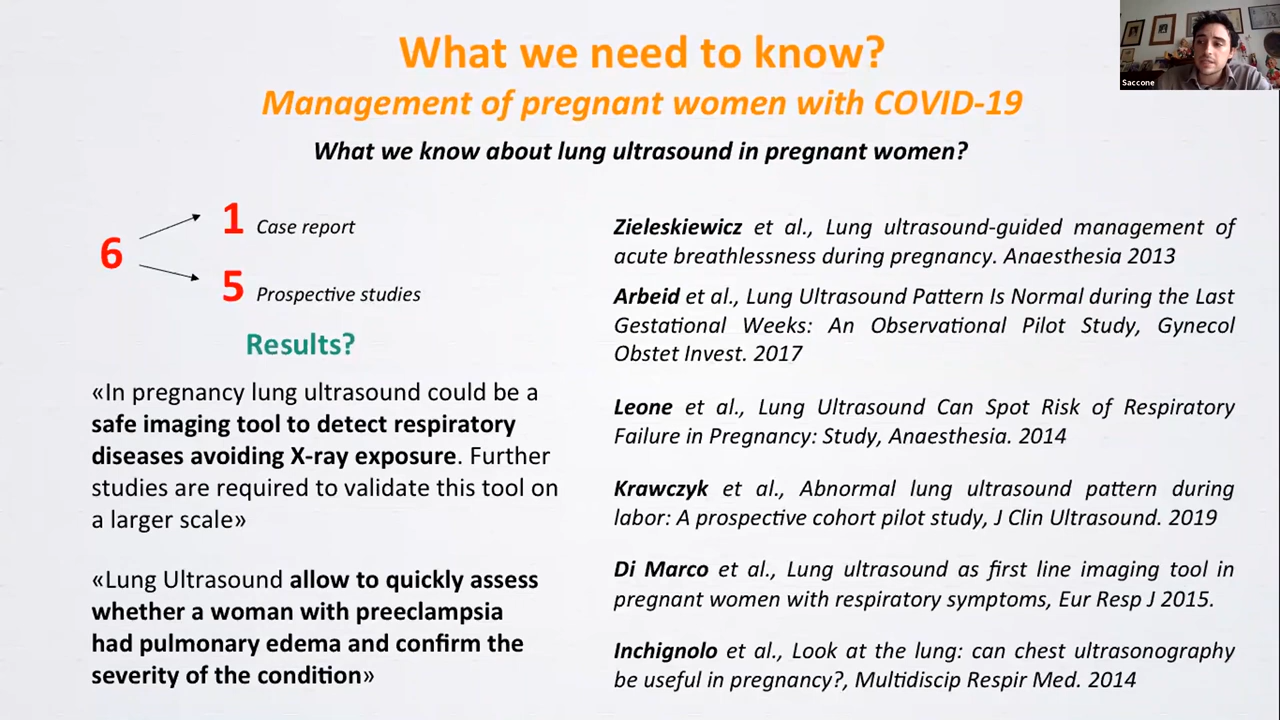 What we need to know?
Management of pregnant women with COVID-19
What we know about lung ultrasound in pregnant women?
Saccone
6
1 Case report
5 Prospective studies
Results?
«In pregnancy lung ultrasound could be a
safe imaging tool to detect respiratory
diseases avoiding X-ray exposure. Further
studies are required to validate this tool on
a larger scale»
«Lung Ultrasound allow to quickly assess
whether a woman with preeclampsia
had pulmonary edema and confirm the
severity of the condition»
Zieleskiewicz et al., Lung ultrasound-guided management of
acute breathlessness during pregnancy. Anaesthesia 2013
Arbeid et al., Lung Ultrasound Pattern Is Normal during the Last
Gestational Weeks: An Observational Pilot Study, Gynecol
Obstet Invest. 2017
Leone et al., Lung Ultrasound Can Spot Risk of Respiratory
Failure in Pregnancy: Study, Anaesthesia. 2014
Krawczyk et al., Abnormal lung ultrasound pattern during
labor: A prospective cohort pilot study, J Clin Ultrasound. 2019
Di Marco et al., Lung ultrasound as first line imaging tool in
pregnant women with respiratory symptoms, Eur Resp J 2015.
Inchignolo et al., Look at the lung: can chest ultrasonography
be useful in pregnancy?, Multidiscip Respir Med. 2014